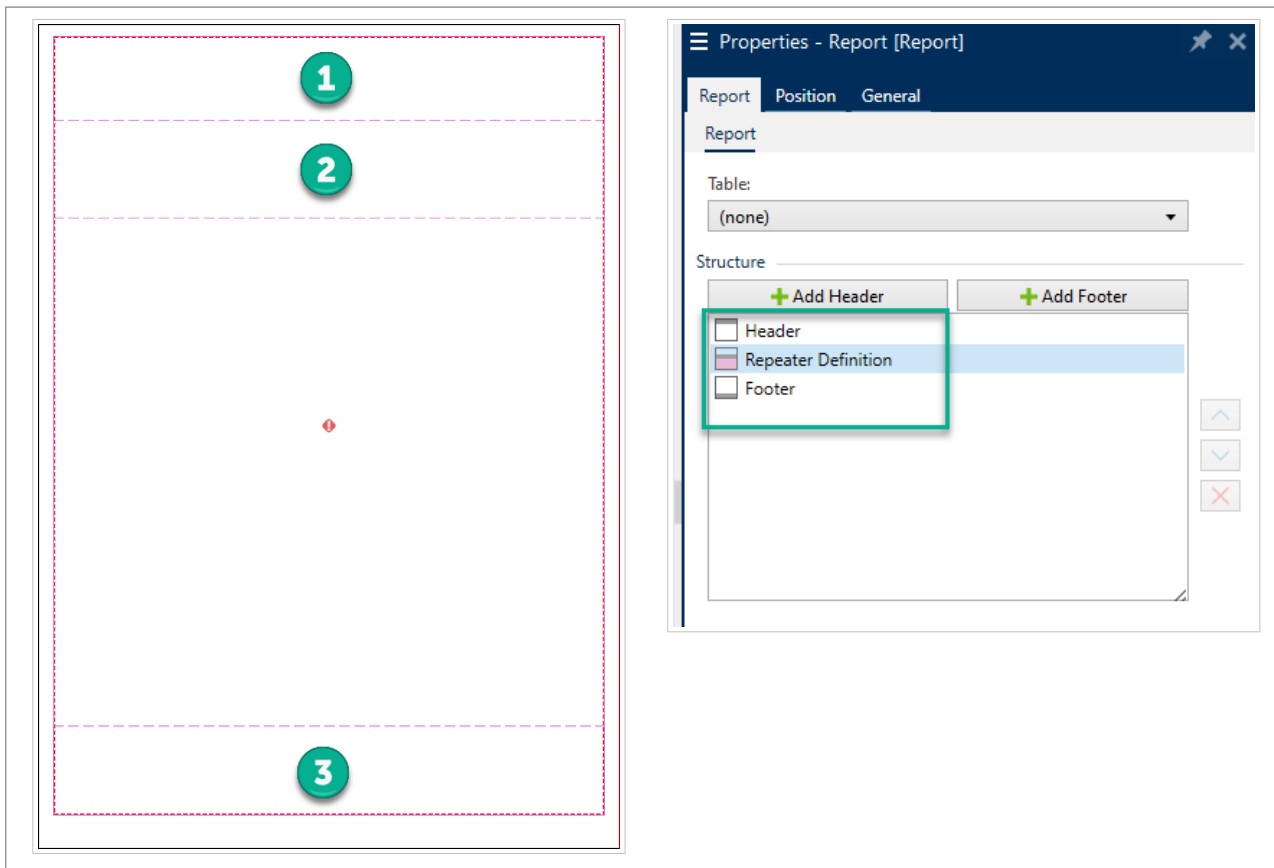 1
2
3
Properties - Report [Report]
Report Position General
Report
Table:
(none)
Structure
Add Header Add Footer
Header
Repeater Definition
Footer